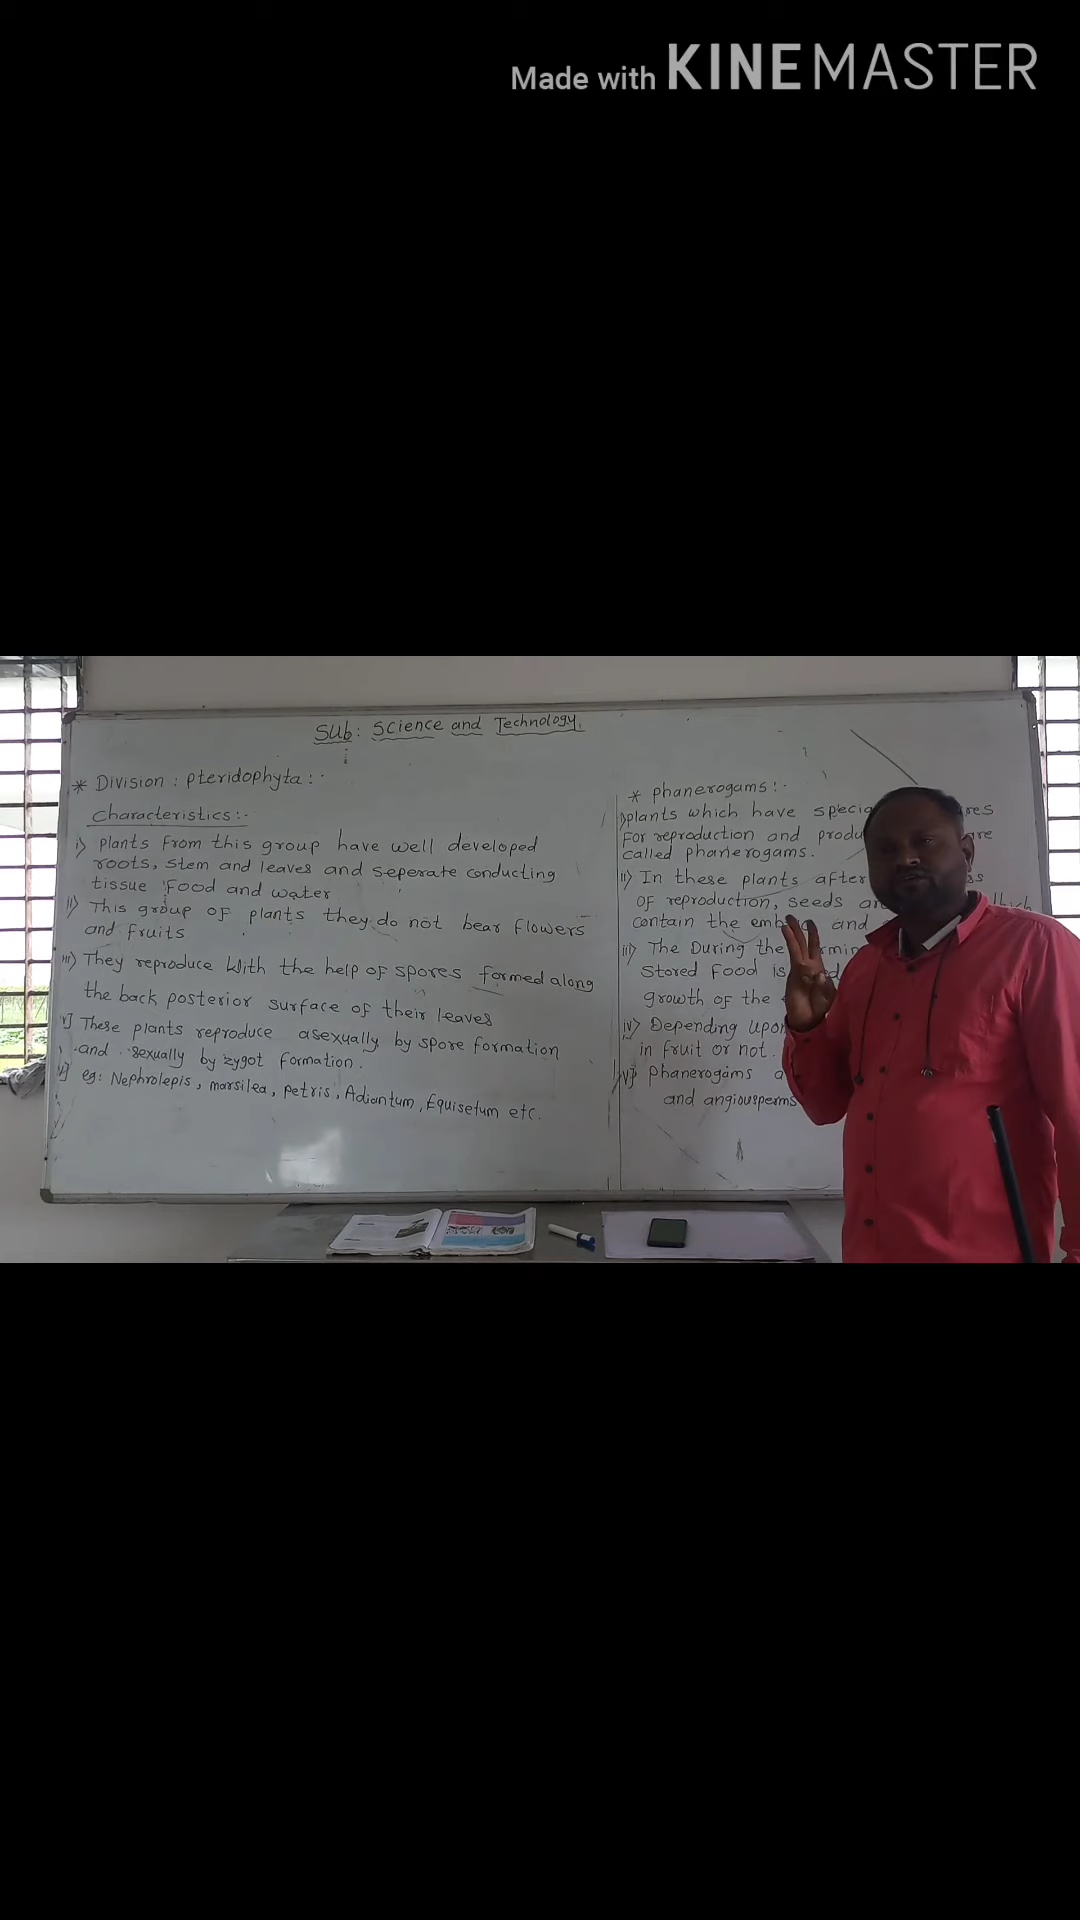 Made with KINEMASTER
Sub: Science and Technology
* Division: pteridophyta:-
Characteristics:-
i) plants from this group have well developed
roots, stem and leaves and seperate conducting
tissue Food and water
ii) This group of plants they do not bear flowers
and fruits
iii) They reproduce With the help of spores formed along
the back posterior surface of their leaves
v] These plants reproduce asexually by spore formation
and sexually by zygot formation.
v] eg: Nephrolepis, marsilea, petris, Adiantum, Equisetum etc.
* phanerogams:-
i) plants which have
For reproduction and are
called phanerogams.
ii) In these plants after
of reproduction, seeds
contain the and
iii) The During the
Stored Food is
growth of the
iv) Depending upon
in fruit or not.
v] Phanerogams
and angiousperms